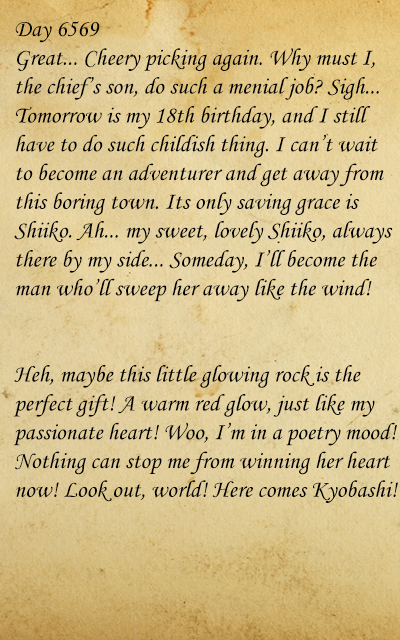 Day 6569
Great... Cheery picking again. Why must I,
the chief's son, do such a menial job? Sigh...
Tomorrow is my 18th birthday, and I still
have to do such childish thing. I can't wait
to become an adventurer and get away from
this boring town. Its only saving grace is
Shiiko. Ah... my sweet, lovely Shiiko, always
there by my side... Someday, I'll become the
man who'll sweep her away like the wind!
Heh, maybe this little glowing rock is the
perfect gift! A warm red glow, just like my
passionate heart! Woo, I'm in a poetry mood!
Nothing can stop me from winning her heart
now! Look out, world! Here comes Kyobashi!